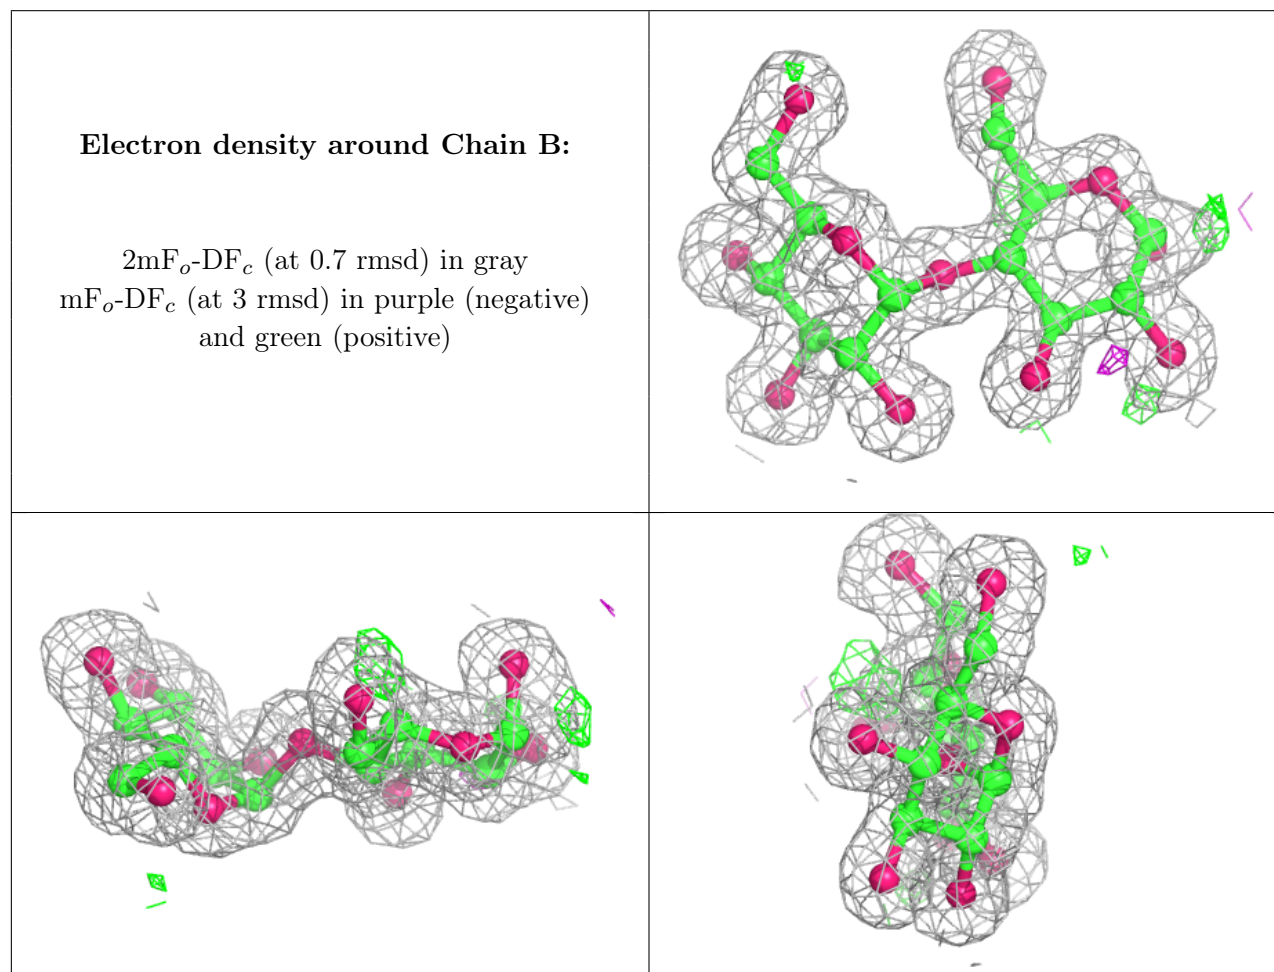 Electron density around Chain B:
2mFₒ-DF𝒸 (at 0.7 rmsd) in gray
mFₒ-DF𝒸 (at 3 rmsd) in purple (negative)
and green (positive)